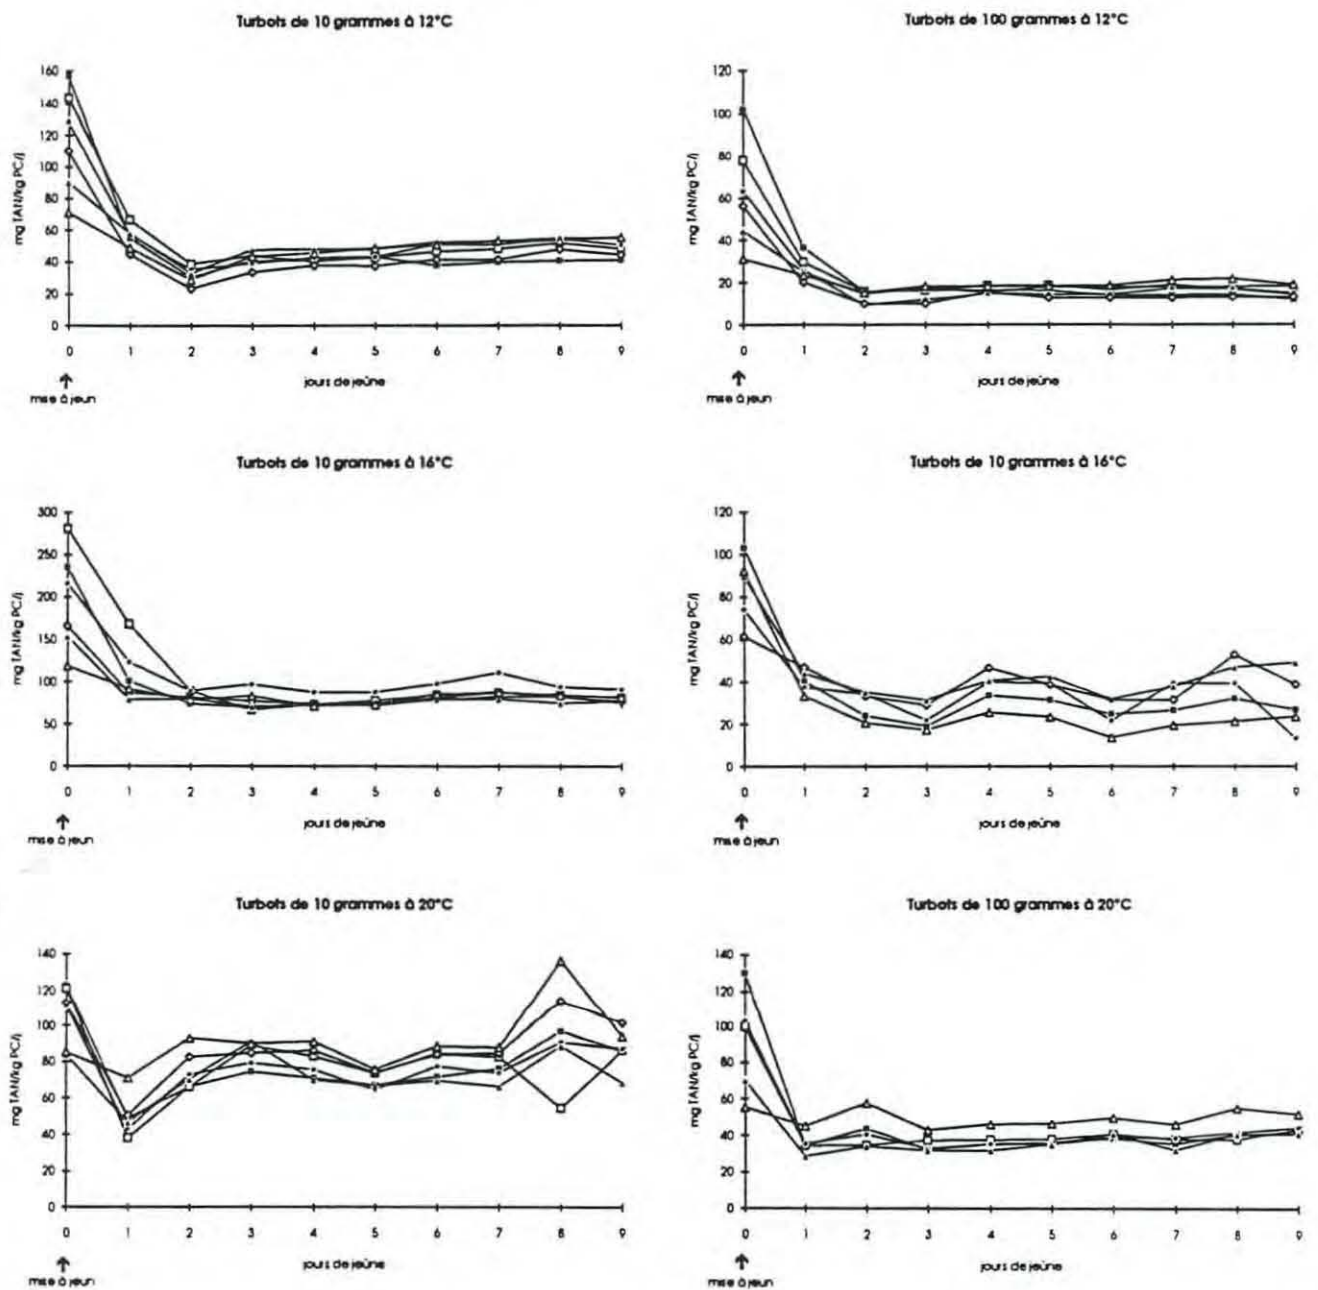 Turbots de 10 grammes à 12°C
mg TAN/kg PC/j
160
140
120
100
80
60
40
20
0
0 1 2 3 4 5 6 7 8 9
jours de jeûne
mise à jeun
Turbots de 100 grammes à 12°C
mg TAN/kg PC/j
120
100
80
60
40
20
0
0 1 2 3 4 5 6 7 8 9
jours de jeûne
mise à jeun
Turbots de 10 grammes à 16°C
mg TAN/kg PC/j
300
250
200
150
100
50
0
0 1 2 3 4 5 6 7 8 9
jours de jeûne
mise à jeun
Turbots de 10 grammes à 16°C
mg TAN/kg PC/j
120
100
80
60
40
20
0
0 1 2 3 4 5 6 7 8 9
jours de jeûne
mise à jeun
Turbots de 10 grammes à 20°C
mg TAN/kg PC/j
140
120
100
80
60
40
20
0
0 1 2 3 4 5 6 7 8 9
jours de jeûne
mise à jeun
Turbots de 100 grammes à 20°C
mg TAN/kg PC/j
140
120
100
80
60
40
20
0
0 1 2 3 4 5 6 7 8 9
jours de jeûne
mise à jeun